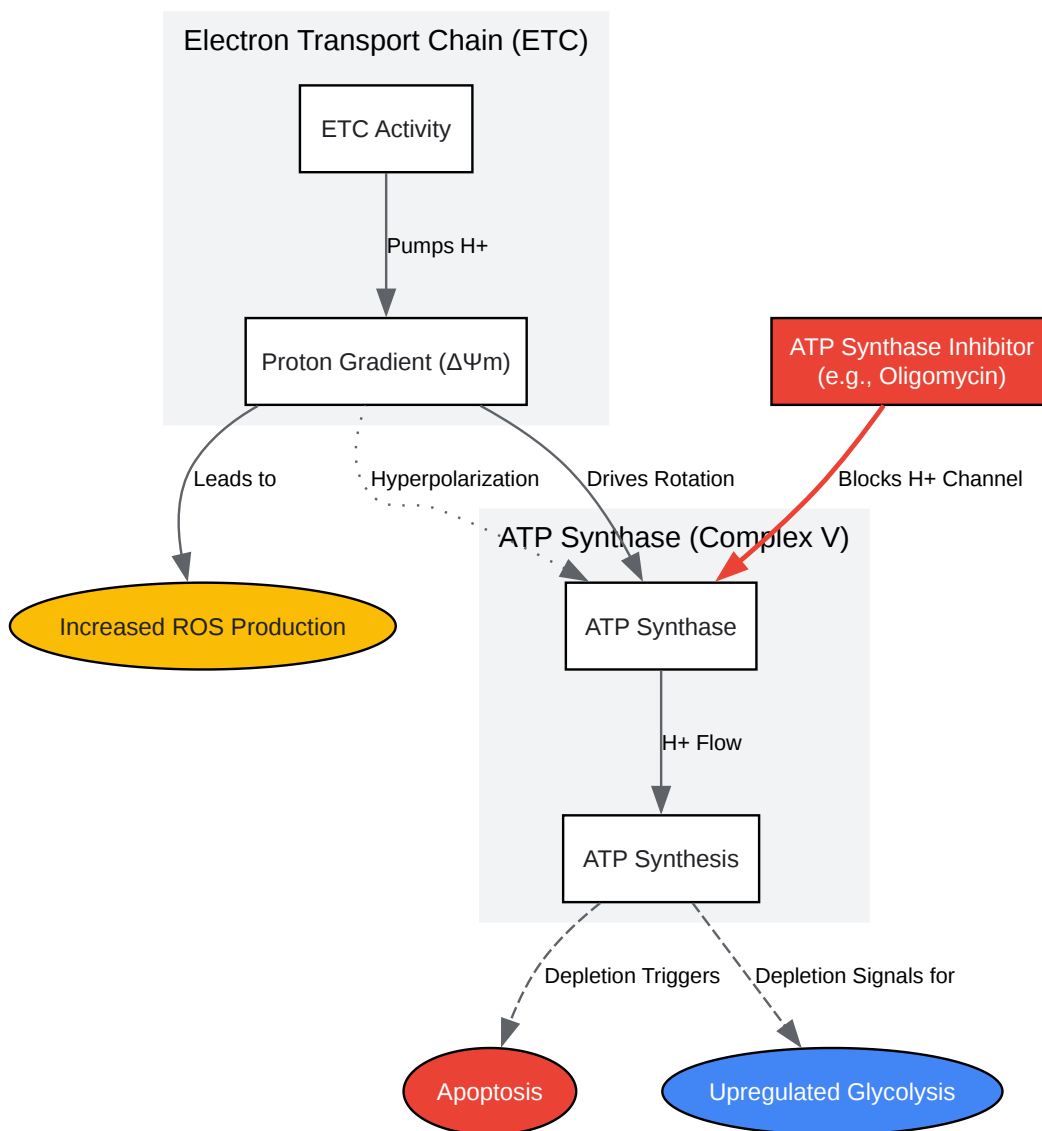 Electron Transport Chain (ETC)
ETC Activity
Pumps H+
Proton Gradient (ΔΨm)
ATP Synthase Inhibitor
(e.g., Oligomycin)
Leads to
Hyperpolarization
Drives Rotation
Blocks H+ Channel
ATP Synthase (Complex V)
Increased ROS Production
ATP Synthase
H+ Flow
ATP Synthesis
Depletion Triggers
Depletion Signals for
Apoptosis
Upregulated Glycolysis